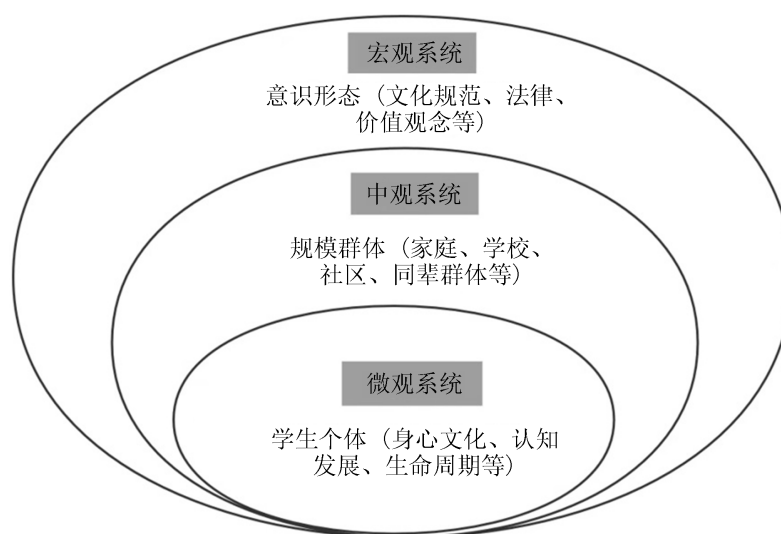 宏观系统
意识形态（文化规范、法律、
价值观念等）
中观系统
规模群体（家庭、学校、
社区、同辈群体等）
微观系统
学生个体（身心文化、认知
发展、生命周期等）